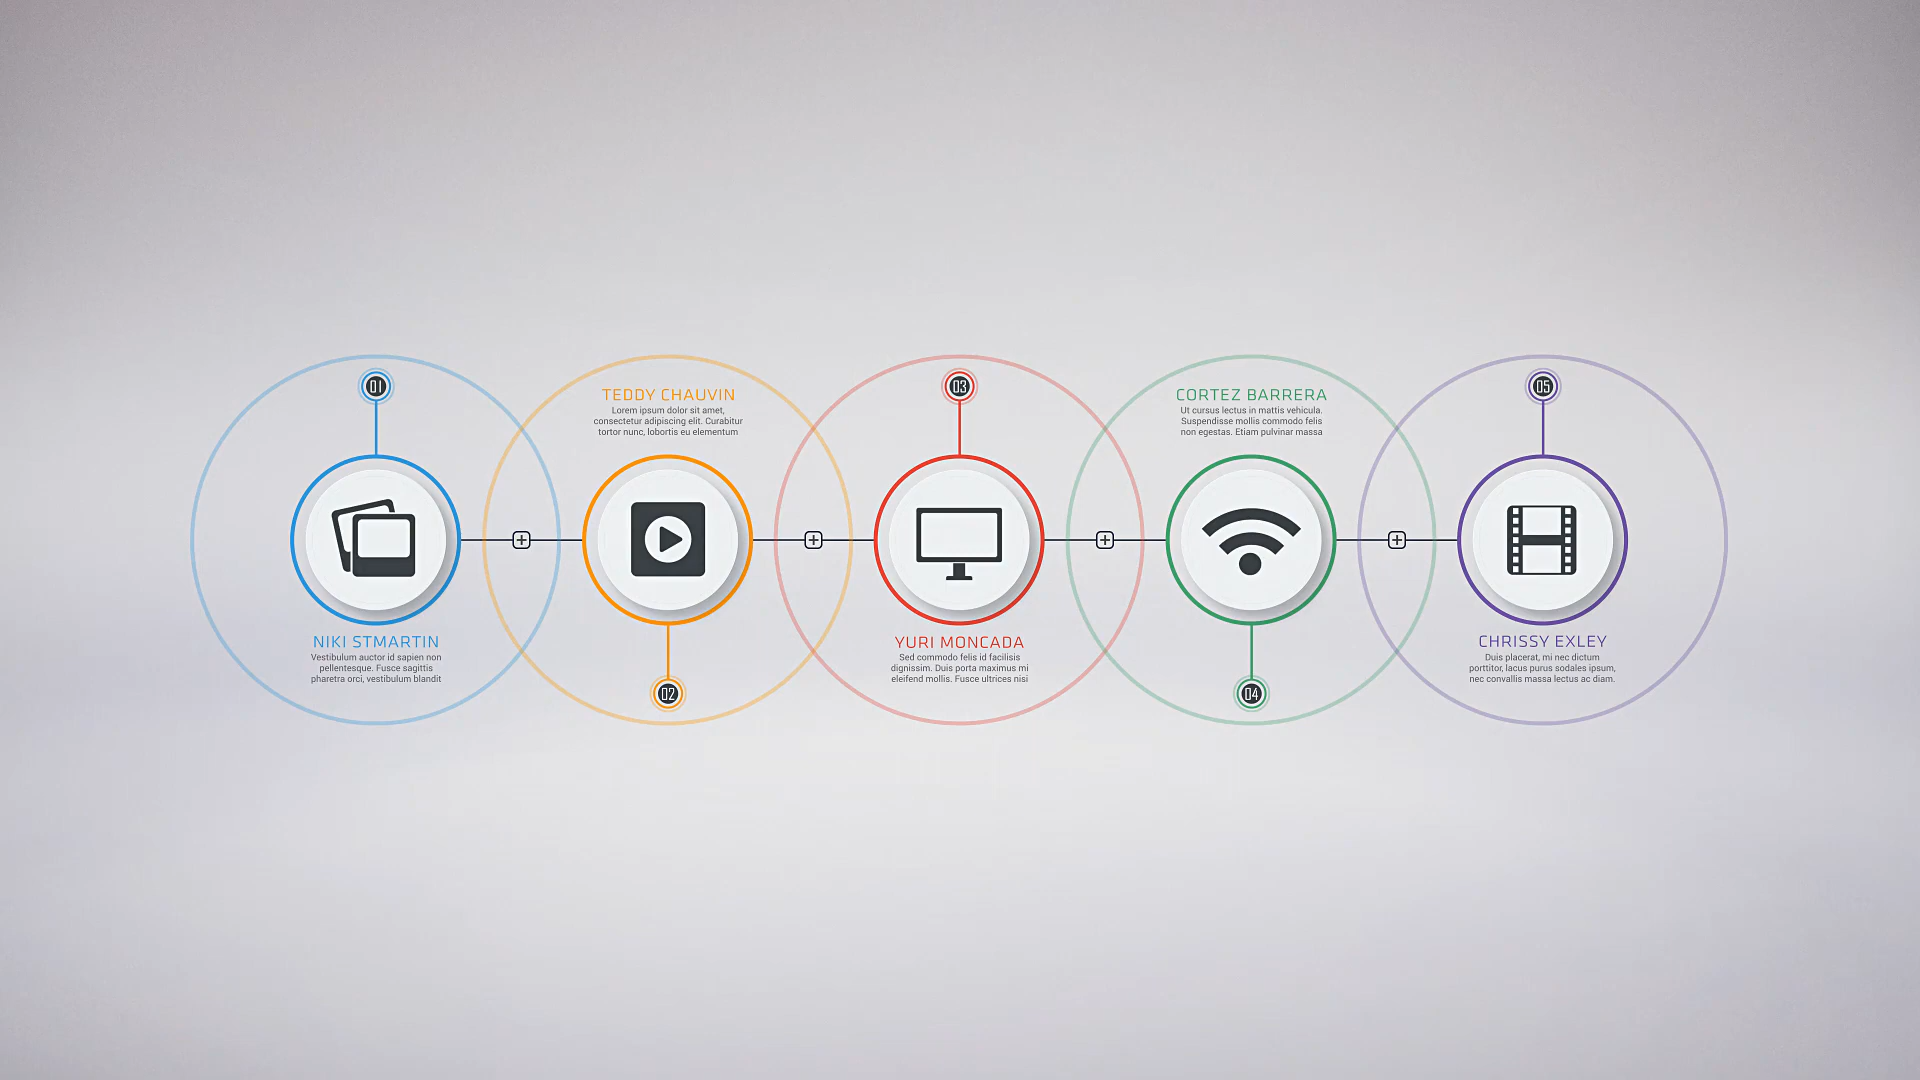 01
NIKI STMARTIN
Vestibulum auctor id sapien non
pellentesque. Fusce sagittis
pharetra orci, vestibulum blandit
TEDDY CHAUVIN
Lorem ipsum dolor sit amet,
consectetur adipiscing elit. Curabitur
tortor nunc, lobortis eu elementum
02
03
YURI MONCADA
Sed commodo felis id facilisis
dignissim. Duis porta maximus mi
eleifend mollis. Fusce ultrices nisi
CORTEZ BARRERA
Ut cursus lectus in mattis vehicula.
Suspendisse mollis commodo felis
non egestas. Etiam pulvinar massa
04
05
CHRISSY EXLEY
Duis placerat, mi nec dictum
porttitor, lacus purus sodales ipsum,
nec convallis massa lectus ac diam.